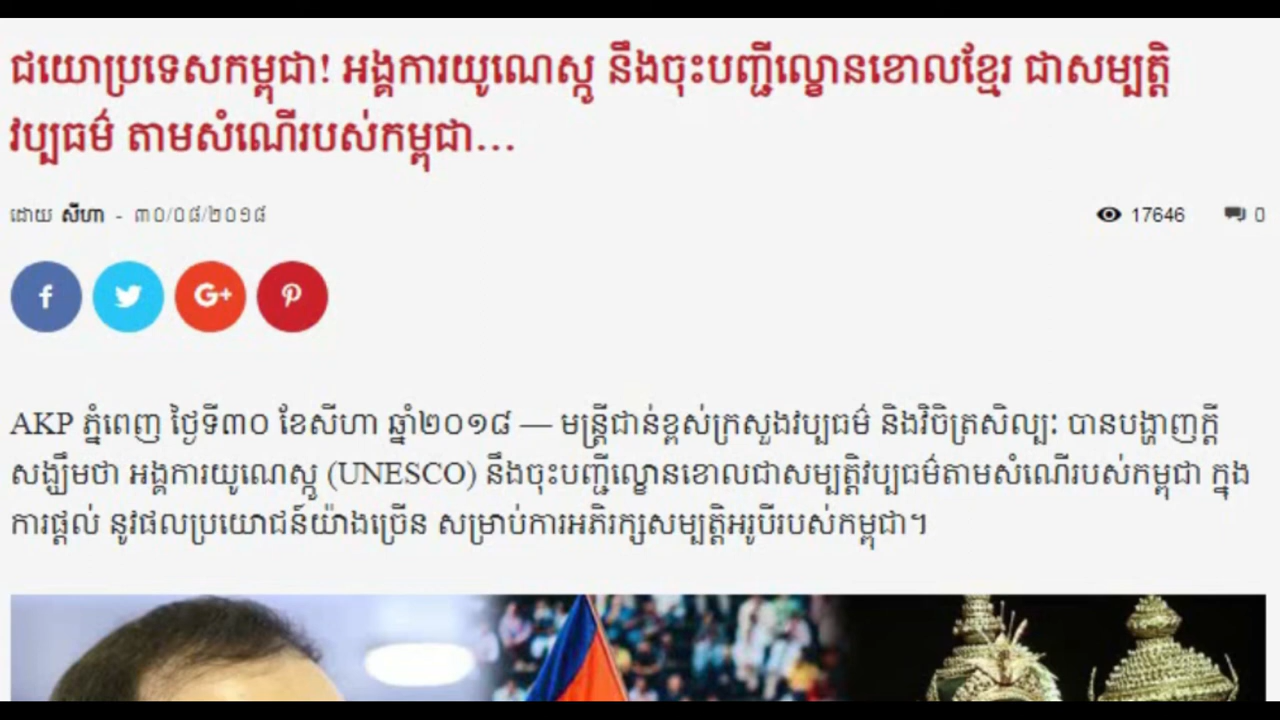 ជយោប្រទេសកម្ពុជា! អង្គការយូណេស្កូ នឹងចុះបញ្ជីល្ខោនខោលខ្មែរ ជាសម្បត្តិ
វប្បធម៌ តាមសំណើរបស់កម្ពុជា...
ដោយ សីហា - ៣០/០៨/២០១៨
17646 0
f G+
AKP ភ្នំពេញ ថ្ងៃទី៣០ ខែសីហា ឆ្នាំ២០១៨ — មន្ត្រីជាន់ខ្ពស់ក្រសួងវប្បធម៌ និងវិចិត្រសិល្បៈ បានបង្ហាញក្តី
សង្ឃឹមថា អង្គការយូណេស្កូ (UNESCO) នឹងចុះបញ្ជីល្ខោនខោលជាសម្បត្តិវប្បធម៌តាមសំណើរបស់កម្ពុជា ក្នុង
ការផ្តល់ នូវផលប្រយោជន៍យ៉ាងច្រើន សម្រាប់ការអភិរក្សសម្បត្តិអរូបីរបស់កម្ពុជា។